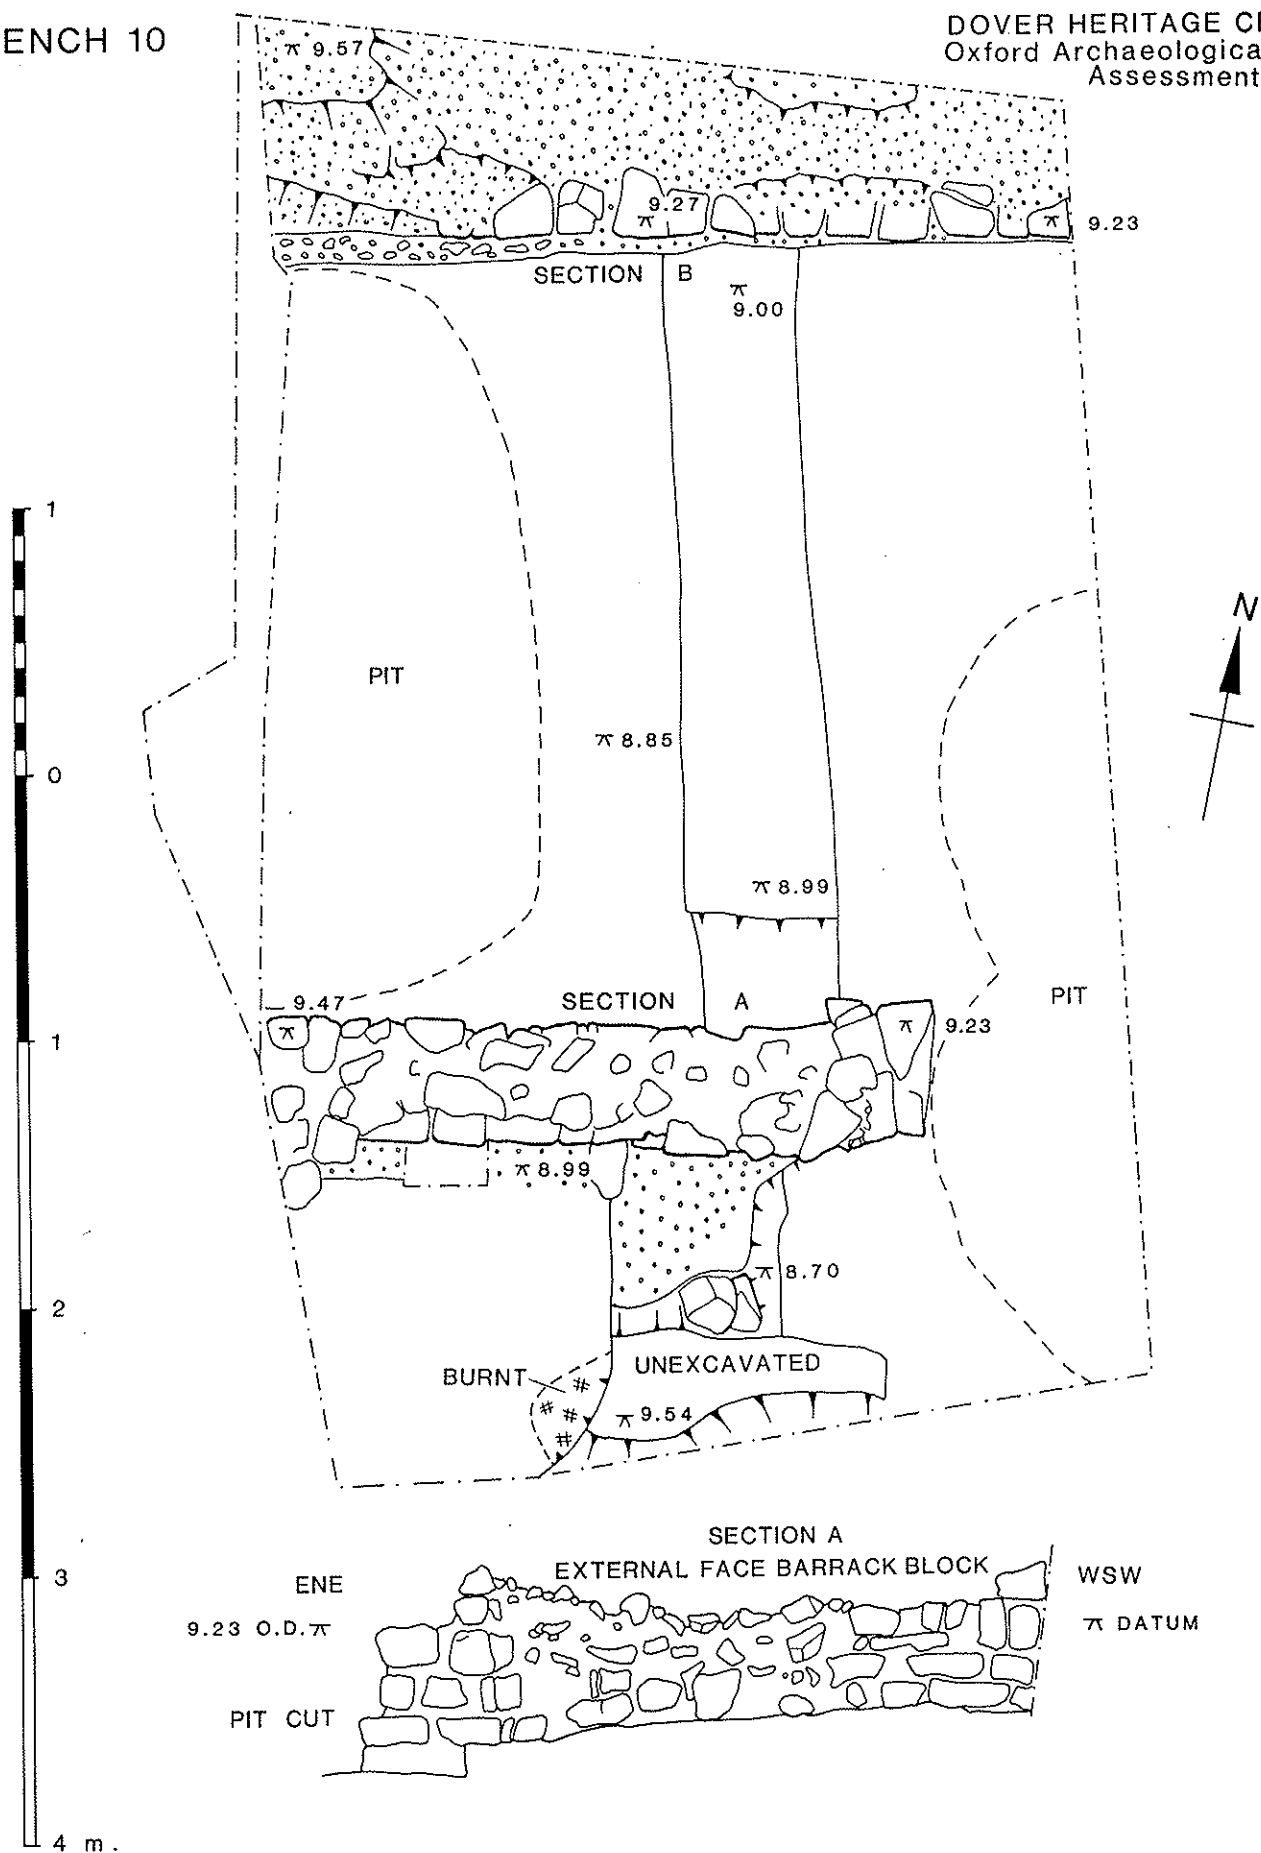 ENCH 10
DOVER HERITAGE
Oxford Archaeologica
Assessment
9.57
9.27
9.23
SECTION B
9.00
1
N
PIT
8.85
0
8.99
9.47
SECTION A
PIT
9.23
1
8.99
8.70
2
BURNT
UNEXCAVATED
9.54
SECTION A
EXTERNAL FACE BARRACK BLOCK
3
ENE
WSW
9.23 O.D.
DATUM
PIT CUT
4 m.